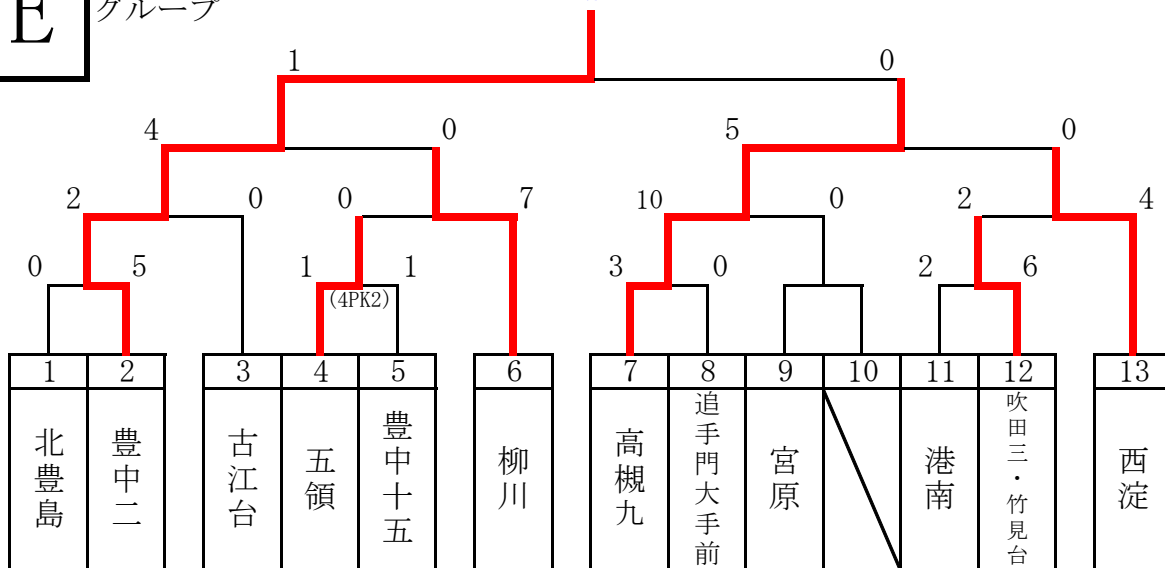 E
グループ
1 0
4 0 5 0
2 0 0 7 10 0 2 4
0 5 1 1 3 0 2 6
(4PK2)
1 2 3 4 5 6 7 8 9 10 11 12 13
北豊島
豊中二
古江台
五領
豊中十五
柳川
高槻九
追手門大手前
宮原
港南
吹田三・竹見台
西淀